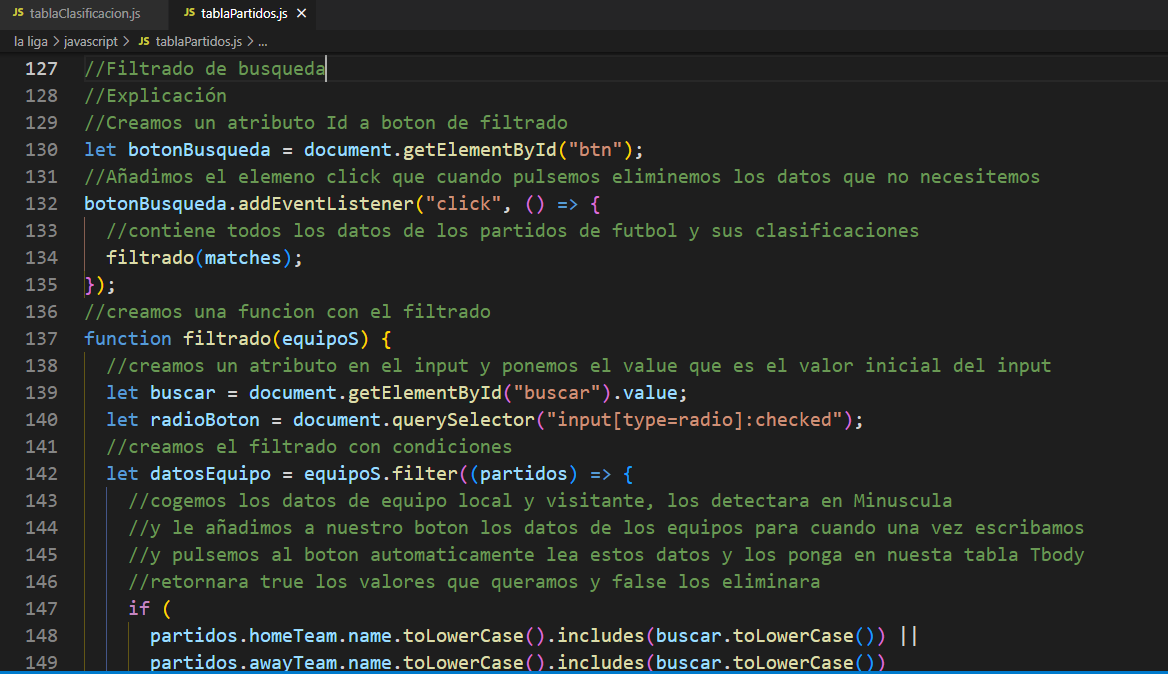 JS tablaClasificacion.js JS tablaPartidos.js ×
la liga > javascript > JS tablaPartidos.js > ...
127 //Filtrado de busqueda
128 //Explicación
129 //Creamos un atributo Id a boton de filtrado
130 let botonBusqueda = document.getElementById("btn");
131 //Añadimos el elemeno click que cuando pulsemos eliminemos los datos que no necesitemos
132 botonBusqueda.addEventListener("click", () => {
133 //contiene todos los datos de los partidos de futbol y sus clasificaciones
134 filtrado(matches);
135 });
136 //creamos una funcion con el filtrado
137 function filtrado(equipoS) {
138 //creamos un atributo en el input y ponemos el value que es el valor inicial del input
139 let buscar = document.getElementById("buscar").value;
140 let radioBoton = document.querySelector("input[type=radio]:checked");
141 //creamos el filtrado con condiciones
142 let datosEquipo = equipoS.filter((partidos) => {
143 //cogemos los datos de equipo local y visitante, los detectara en Minuscula
144 //y le añadimos a nuestro boton los datos de los equipos para cuando una vez escribamos
145 //y pulsemos al boton automaticamente lea estos datos y los ponga en nuesta tabla Tbody
146 //retornara true los valores que queramos y false los eliminara
147 if (
148 partidos.homeTeam.name.toLowerCase().includes(buscar.toLowerCase()) ||
149 partidos.awayTeam.name.toLowerCase().includes(buscar.toLowerCase())